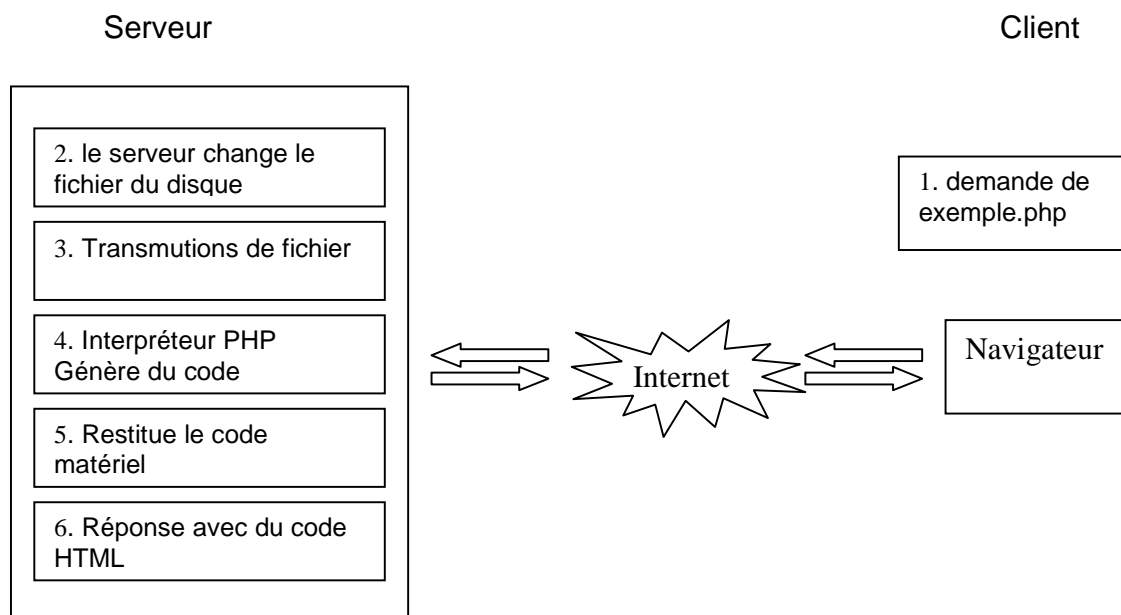 Serveur
Client
2. le serveur change le
fichier du disque
3. Transmutions de fichier
4. Interpréteur PHP
Génère du code
5. Restitue le code
matériel
6. Réponse avec du code
HTML
Internet
1. demande de
exemple.php
Navigateur